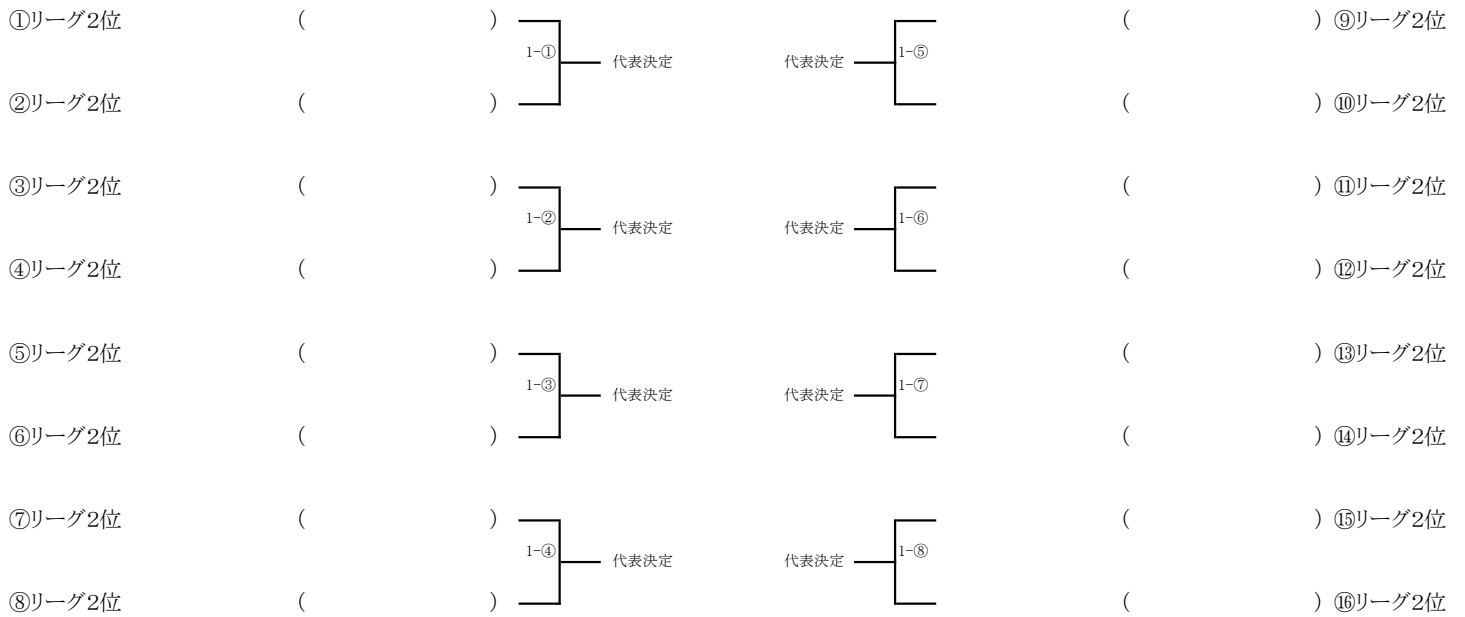 ①リーグ2位 ( ) ( ) ⑨リーグ2位
1-① 代表決定 代表決定 1-⑤
②リーグ2位 ( ) ( ) ⑩リーグ2位
③リーグ2位 ( ) ( ) ⑪リーグ2位
1-② 代表決定 代表決定 1-⑥
④リーグ2位 ( ) ( ) ⑫リーグ2位
⑤リーグ2位 ( ) ( ) ⑬リーグ2位
1-③ 代表決定 代表決定 1-⑦
⑥リーグ2位 ( ) ( ) ⑭リーグ2位
⑦リーグ2位 ( ) ( ) ⑮リーグ2位
1-④ 代表決定 代表決定 1-⑧
⑧リーグ2位 ( ) ( ) ⑯リーグ2位